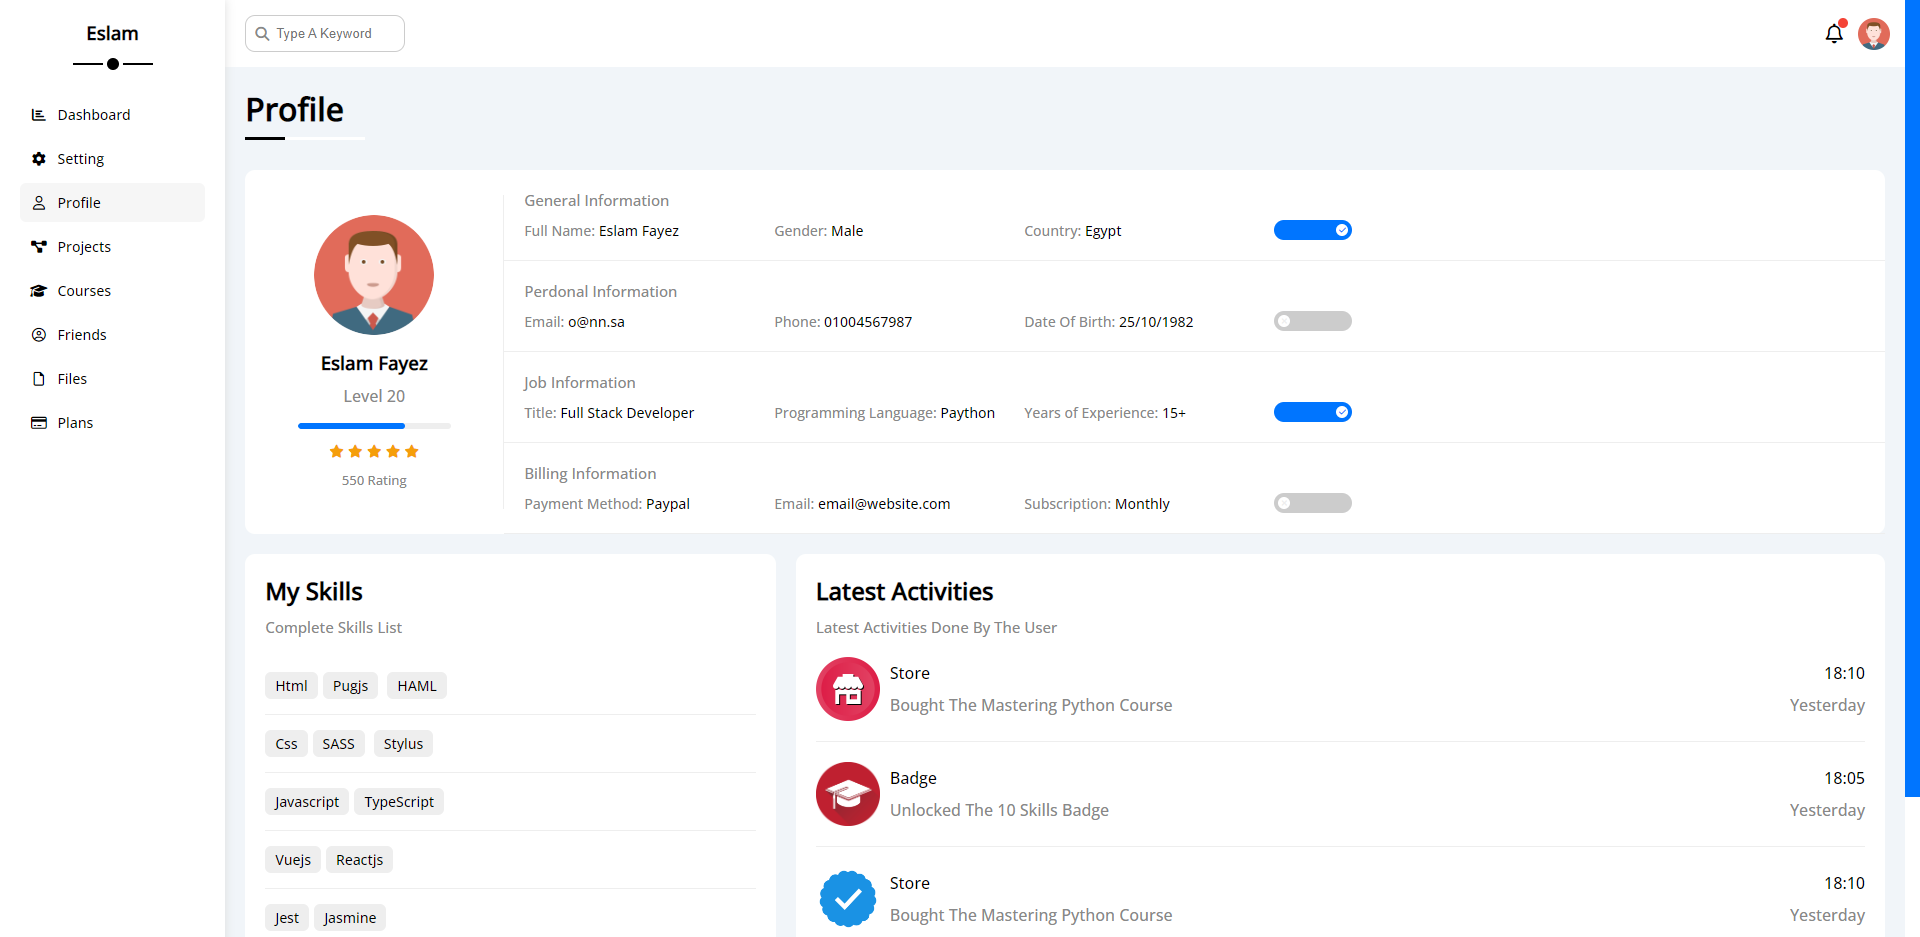 Eslam
Type A Keyword
Dashboard
Setting
Profile
Projects
Courses
Friends
Files
Plans
Profile
Eslam Fayez
Level 20
550 Rating
General Information
Full Name: Eslam Fayez Gender: Male Country: Egypt
Perdonal Information
Email: o@nn.sa Phone: 01004567987 Date Of Birth: 25/10/1982
Job Information
Title: Full Stack Developer Programming Language: Paython Years of Experience: 15+
Billing Information
Payment Method: Paypal Email: email@website.com Subscription: Monthly
My Skills
Complete Skills List
Html Pugjs HAML
Css SASS Stylus
Javascript TypeScript
Vuejs Reactjs
Jest Jasmine
Latest Activities
Latest Activities Done By The User
Store 18:10
Bought The Mastering Python Course Yesterday
Badge 18:05
Unlocked The 10 Skills Badge Yesterday
Store 18:10
Bought The Mastering Python Course Yesterday